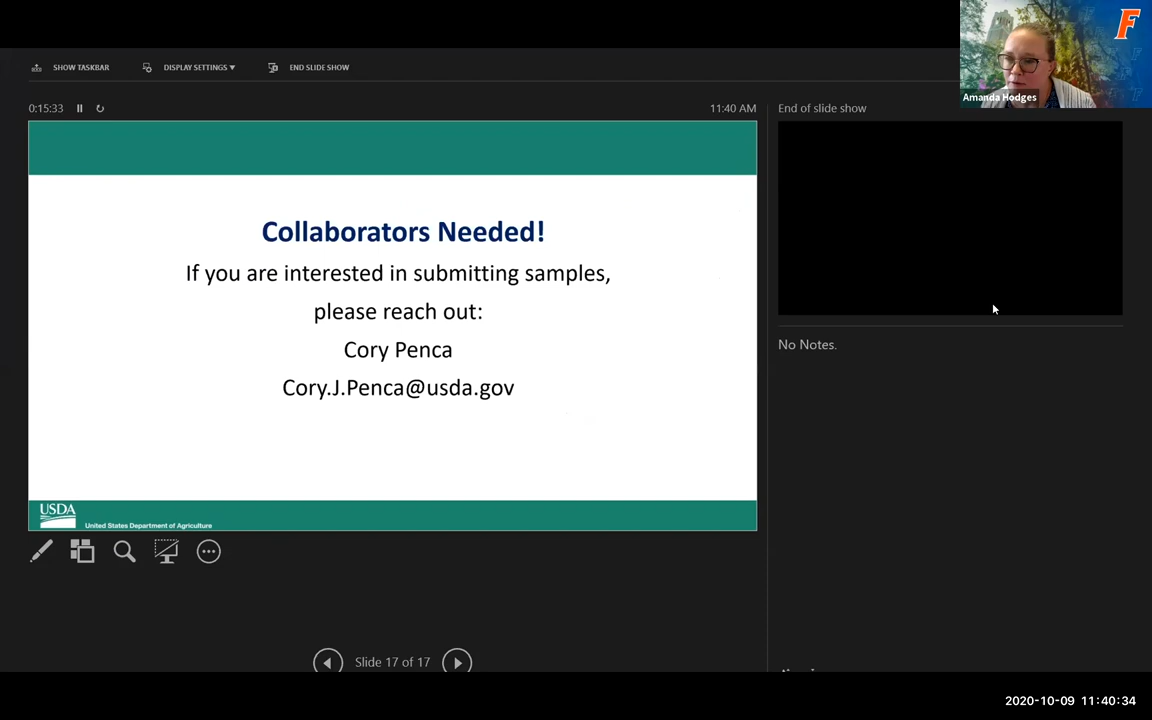 F
Amanda Hodges
SHOW TASKBAR
DISPLAY SETTINGS
END SLIDE SHOW
0:15:33
11:40 AM
End of slide show
Collaborators Needed!
If you are interested in submitting samples,
please reach out:
Cory Penca
Cory.J.Penca@usda.gov
USDA
United States Department of Agriculture
No Notes.
Slide 17 of 17
2020-10-09 11:40:34